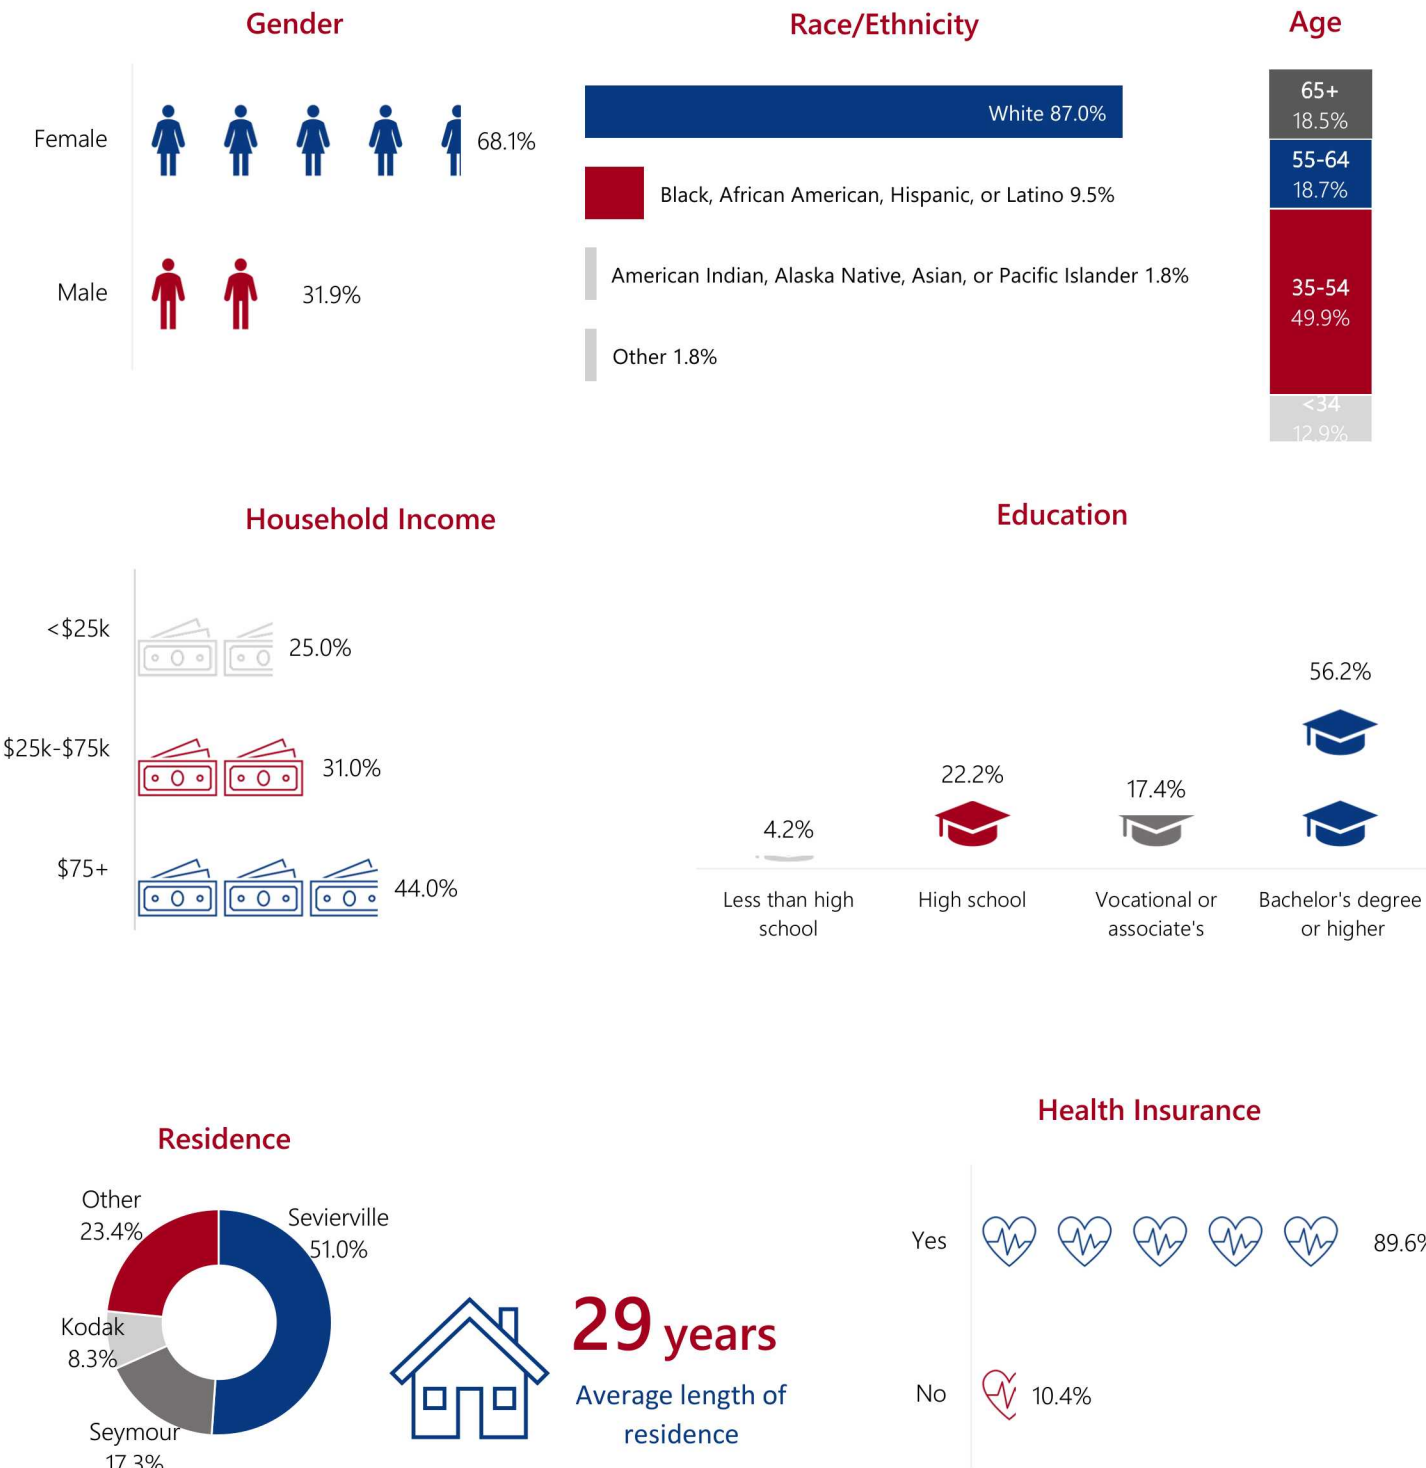 Gender
Female
68.1%
Male
31.9%
Race/Ethnicity
White 87.0%
Black, African American, Hispanic, or Latino 9.5%
American Indian, Alaska Native, Asian, or Pacific Islander 1.8%
Other 1.8%
Age
65+
18.5%
55-64
18.7%
35-54
49.9%
<34
12.9%
Household Income
<$25k
25.0%
$25k-$75k
31.0%
$75+
44.0%
Education
4.2%
22.2%
17.4%
56.2%
Less than high
school
High school
Vocational or
associate's
Bachelor's degree
or higher
Residence
Other
23.4%
Sevierville
51.0%
Kodak
8.3%
Seymour
17.3%
29 years
Average length of
residence
Health Insurance
Yes
89.6%
No
10.4%